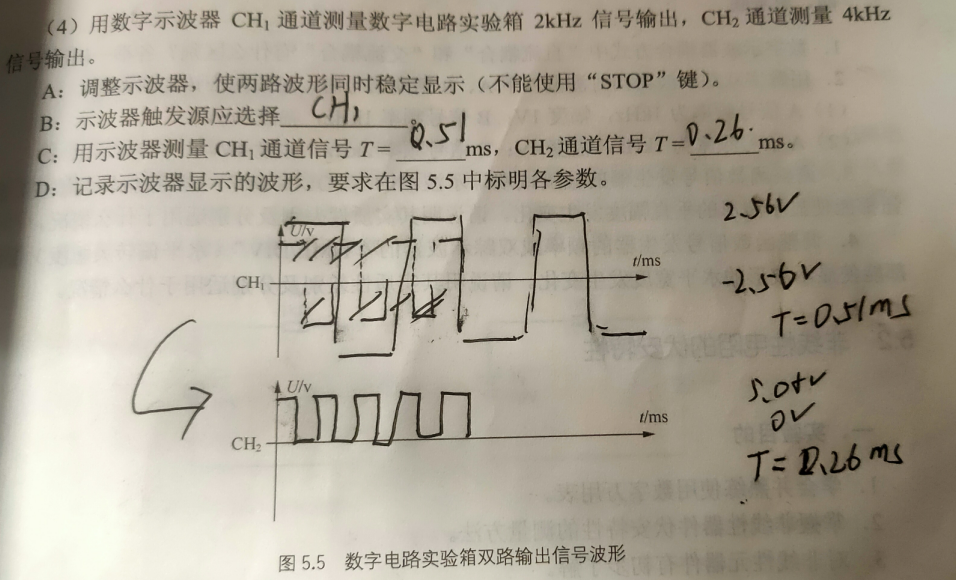 (4) 用数字示波器 CH₁ 通道测量数字电路实验箱 2kHz 信号输出，CH₂ 通道测量 4kHz
信号输出。
A：调整示波器，使两路波形同时稳定显示（不能使用“STOP”键）。
B：示波器触发源应选择 CH₁
C：用示波器测量 CH₁ 通道信号 T= 0.51 ms，CH₂ 通道信号 T= 0.26 ms。
D：记录示波器显示的波形，要求在图 5.5 中标明各参数。
U/v
2.56V
t/ms
CH₁
-2.56V
T=0.51ms
U/v
5.08V
t/ms
0V
CH₂
T=0.26ms
图 5.5 数字电路实验箱双路输出信号波形